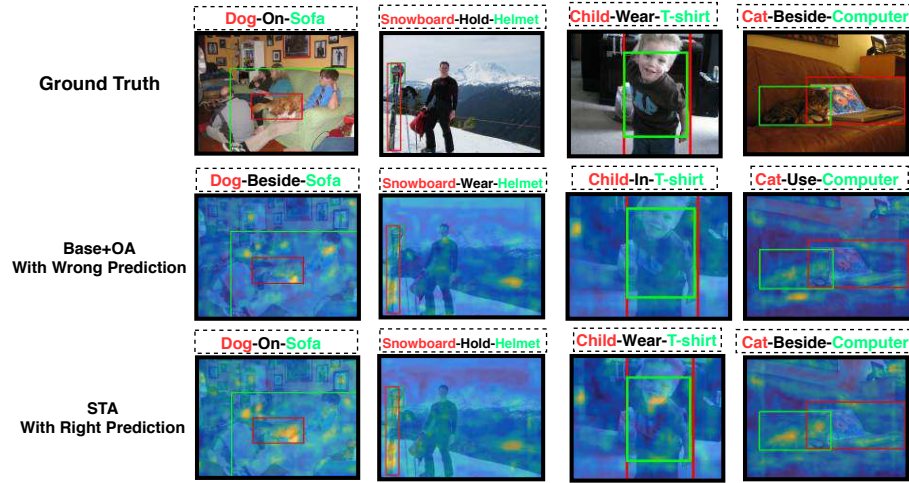 Dog-On-Sofa
Snowboard-Hold-Helmet
Child-Wear-T-shirt
Cat-Beside-Computer
Ground Truth
Dog-Beside-Sofa
Snowboard-Wear-Helmet
Child-In-T-shirt
Cat-Use-Computer
Base+OA
With Wrong Prediction
Dog-On-Sofa
Snowboard-Hold-Helmet
Child-Wear-T-shirt
Cat-Beside-Computer
STA
With Right Prediction